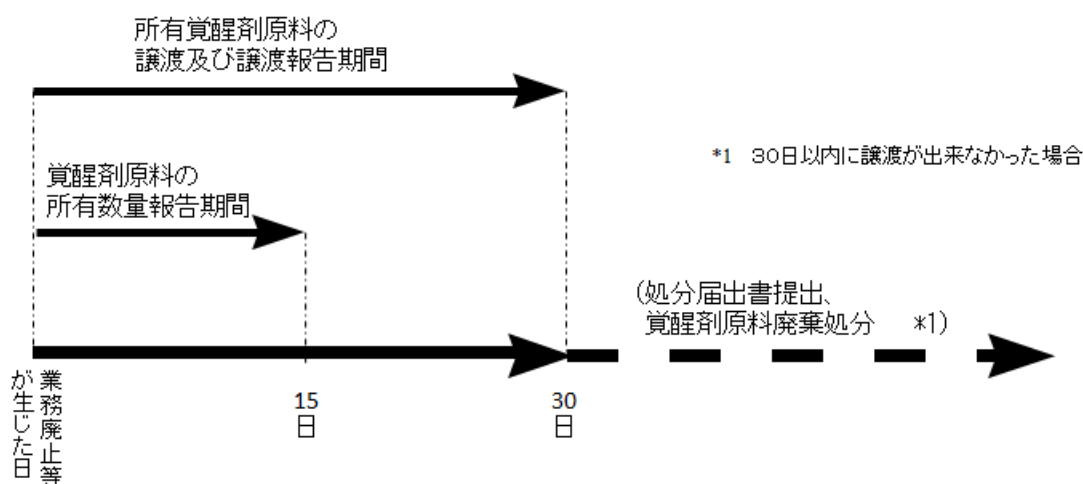 所有覚醒剤原料の
譲渡及び譲渡報告期間
*1 30日以内に譲渡が出来なかった場合
覚醒剤原料の
所有数量報告期間
(処分届出書提出、
覚醒剤原料廃棄処分 *1)
業務廃止等
が生じた日
15
日
30
日